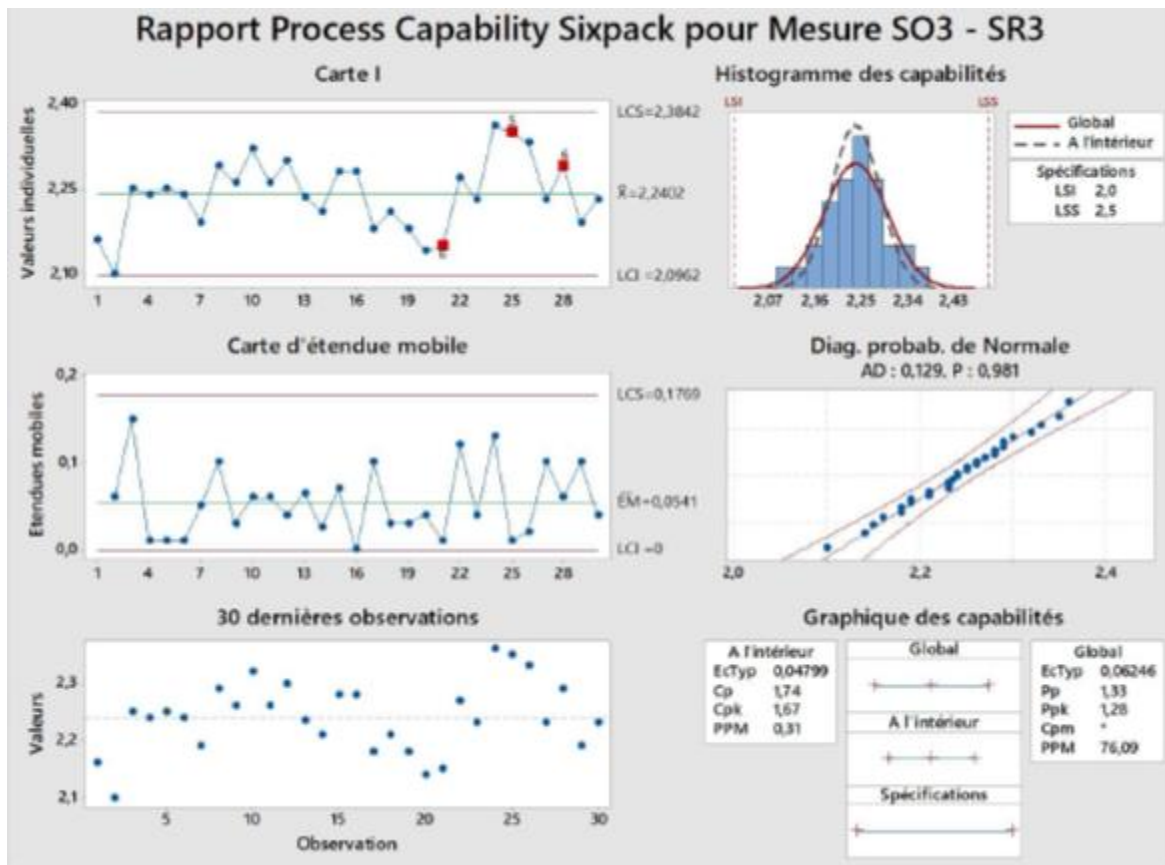 Rapport Process Capability Sixpack pour Mesure SO3 - SR3
Carte I
Valeurs individuelles
2,40
2,25
2,10
1 4 7 10 13 16 19 22 25 28
LCS=2,3842
X̄=2,2402
LCI =2,0962
5
6
6
Histogramme des capabilités
LSI LSS
2,07 2,16 2,25 2,34 2,43
Global
A l'intérieur
Spécifications
LSI 2,0
LSS 2,5
Carte d'étendue mobile
Etendues mobiles
0,2
0,1
0,0
1 4 7 10 13 16 19 22 25 28
LCS=0,1769
E̅M̅=0,0541
LCI =0
Diag. probab. de Normale
AD : 0,129. P : 0,981
2,0 2,2 2,4
30 dernières observations
Valeurs
2,3
2,2
2,1
5 10 15 20 25 30
Observation
Graphique des capabilités
A l'intérieur
EcTyp 0,04799
Cp 1,74
Cpk 1,67
PPM 0,31
Global
A l'intérieur
Spécifications
Global
EcTyp 0,06246
Pp 1,33
Ppk 1,28
Cpm *
PPM 76,09